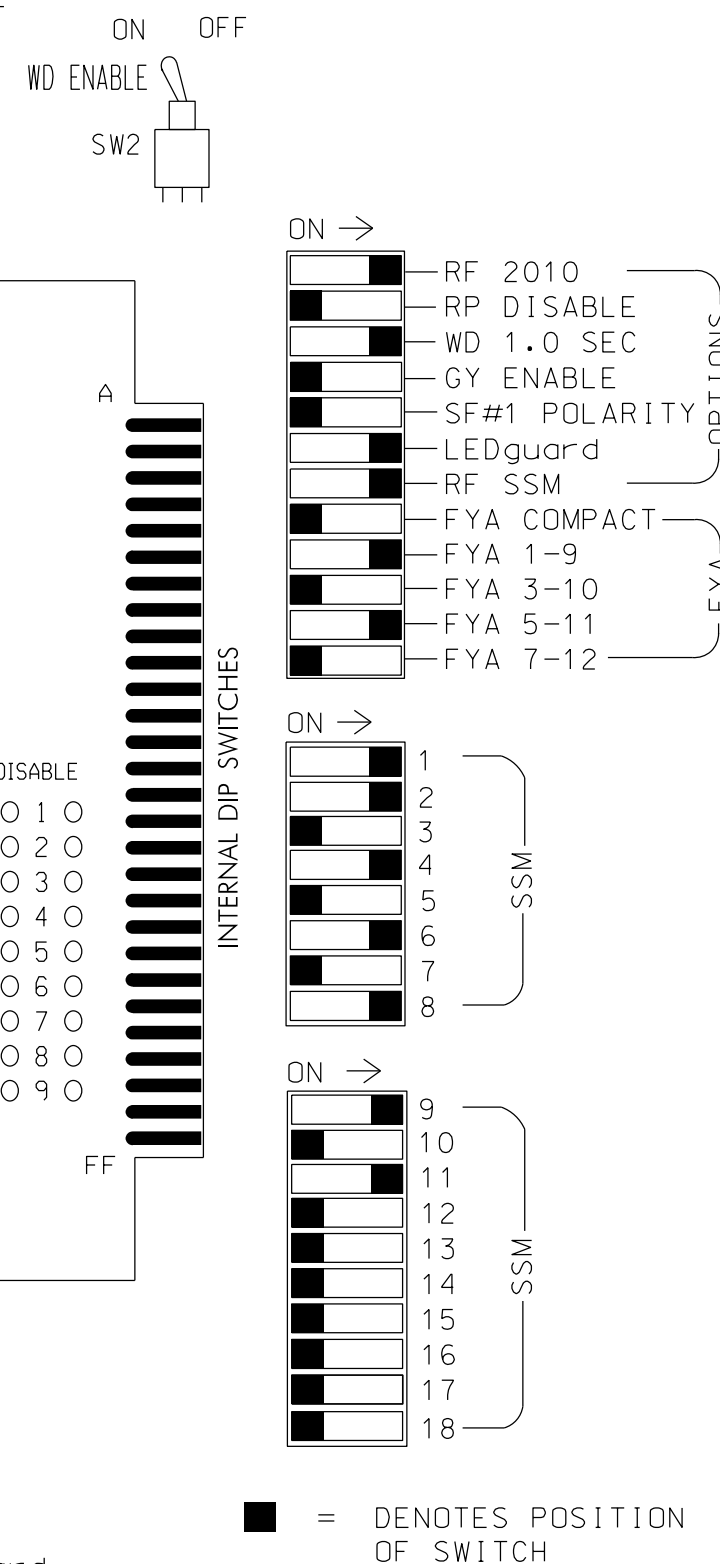 ON OFF
WD ENABLE
SW2
ON
RF 2010
RP DISABLE
WD 1.0 SEC
GY ENABLE
SF#1 POLARITY
LEDguard
RF SSM
FYA COMPACT
FYA 1-9
FYA 3-10
FYA 5-11
FYA 7-12
OPTIONS
FYA
A
FF
INTERNAL DIP SWITCHES
DISABLE
1
2
3
4
5
6
7
8
9
ON
1
2
3
4
5
6
7
8
SSM
ON
9
10
11
12
13
14
15
16
17
18
SSM
= DENOTES POSITION
OF SWITCH